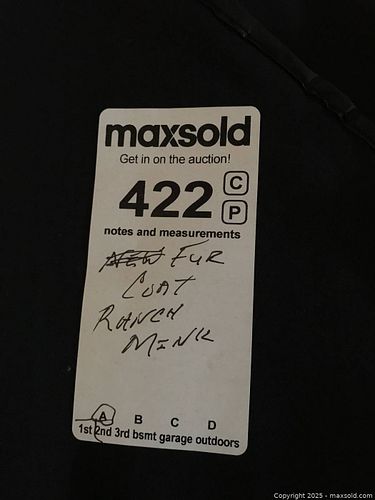 maxsold
Get in on the auction!
422 C
P
notes and measurements
NEW FUR
COAT
RANCH
MINK
A B C D
1st 2nd 3rd bsmt garage outdoors
Copyright 2025 - maxsold.com